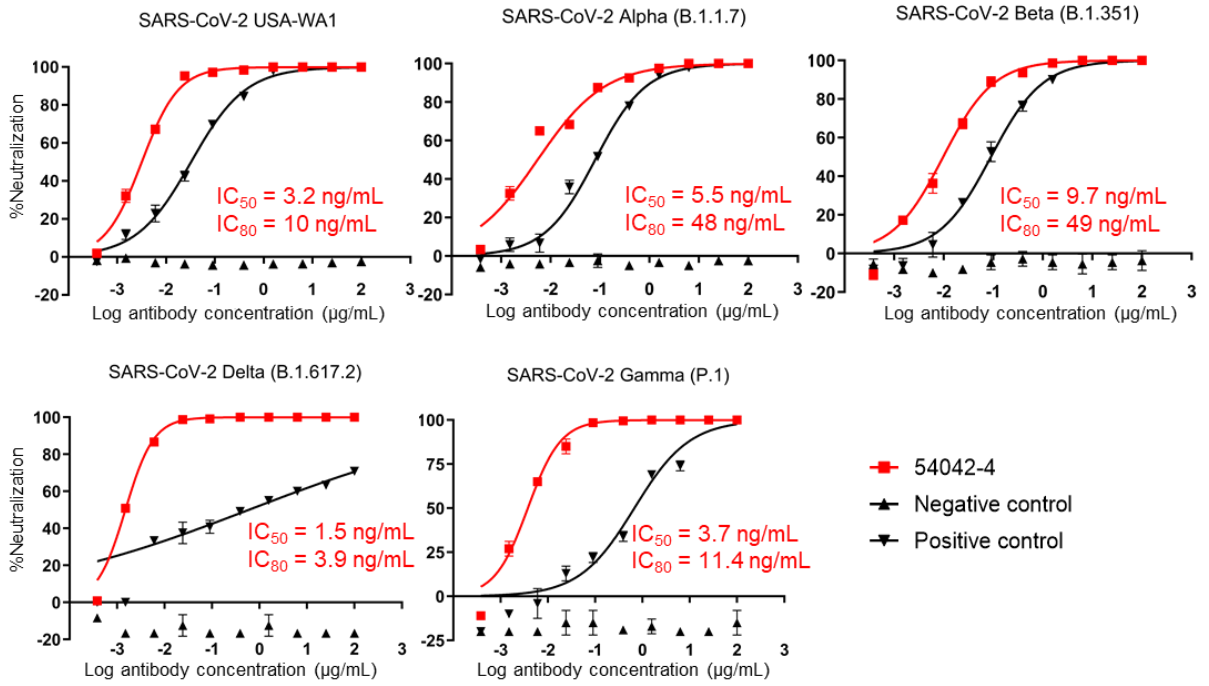 SARS-CoV-2 USA-WA1
%Neutralization
100
80
60
40
20
0
-20
IC50 = 3.2 ng/mL
IC80 = 10 ng/mL
-3 -2 -1 0 1 2 3
Log antibody concentration (µg/mL)
SARS-CoV-2 Alpha (B.1.1.7)
100
80
60
40
20
0
-20
IC50 = 5.5 ng/mL
IC80 = 48 ng/mL
-3 -2 -1 0 1 2 3
Log antibody concentration (µg/mL)
SARS-CoV-2 Beta (B.1.351)
100
80
60
40
20
0
-20
IC50 = 9.7 ng/mL
IC80 = 49 ng/mL
-3 -2 -1 0 1 2 3
Log antibody concentration (µg/mL)
SARS-CoV-2 Delta (B.1.617.2)
%Neutralization
100
80
60
40
20
0
-20
IC50 = 1.5 ng/mL
IC80 = 3.9 ng/mL
-3 -2 -1 0 1 2 3
Log antibody concentration (µg/mL)
SARS-CoV-2 Gamma (P.1)
100
75
50
25
0
-25
IC50 = 3.7 ng/mL
IC80 = 11.4 ng/mL
-3 -2 -1 0 1 2 3
Log antibody concentration (µg/mL)
54042-4
Negative control
Positive control